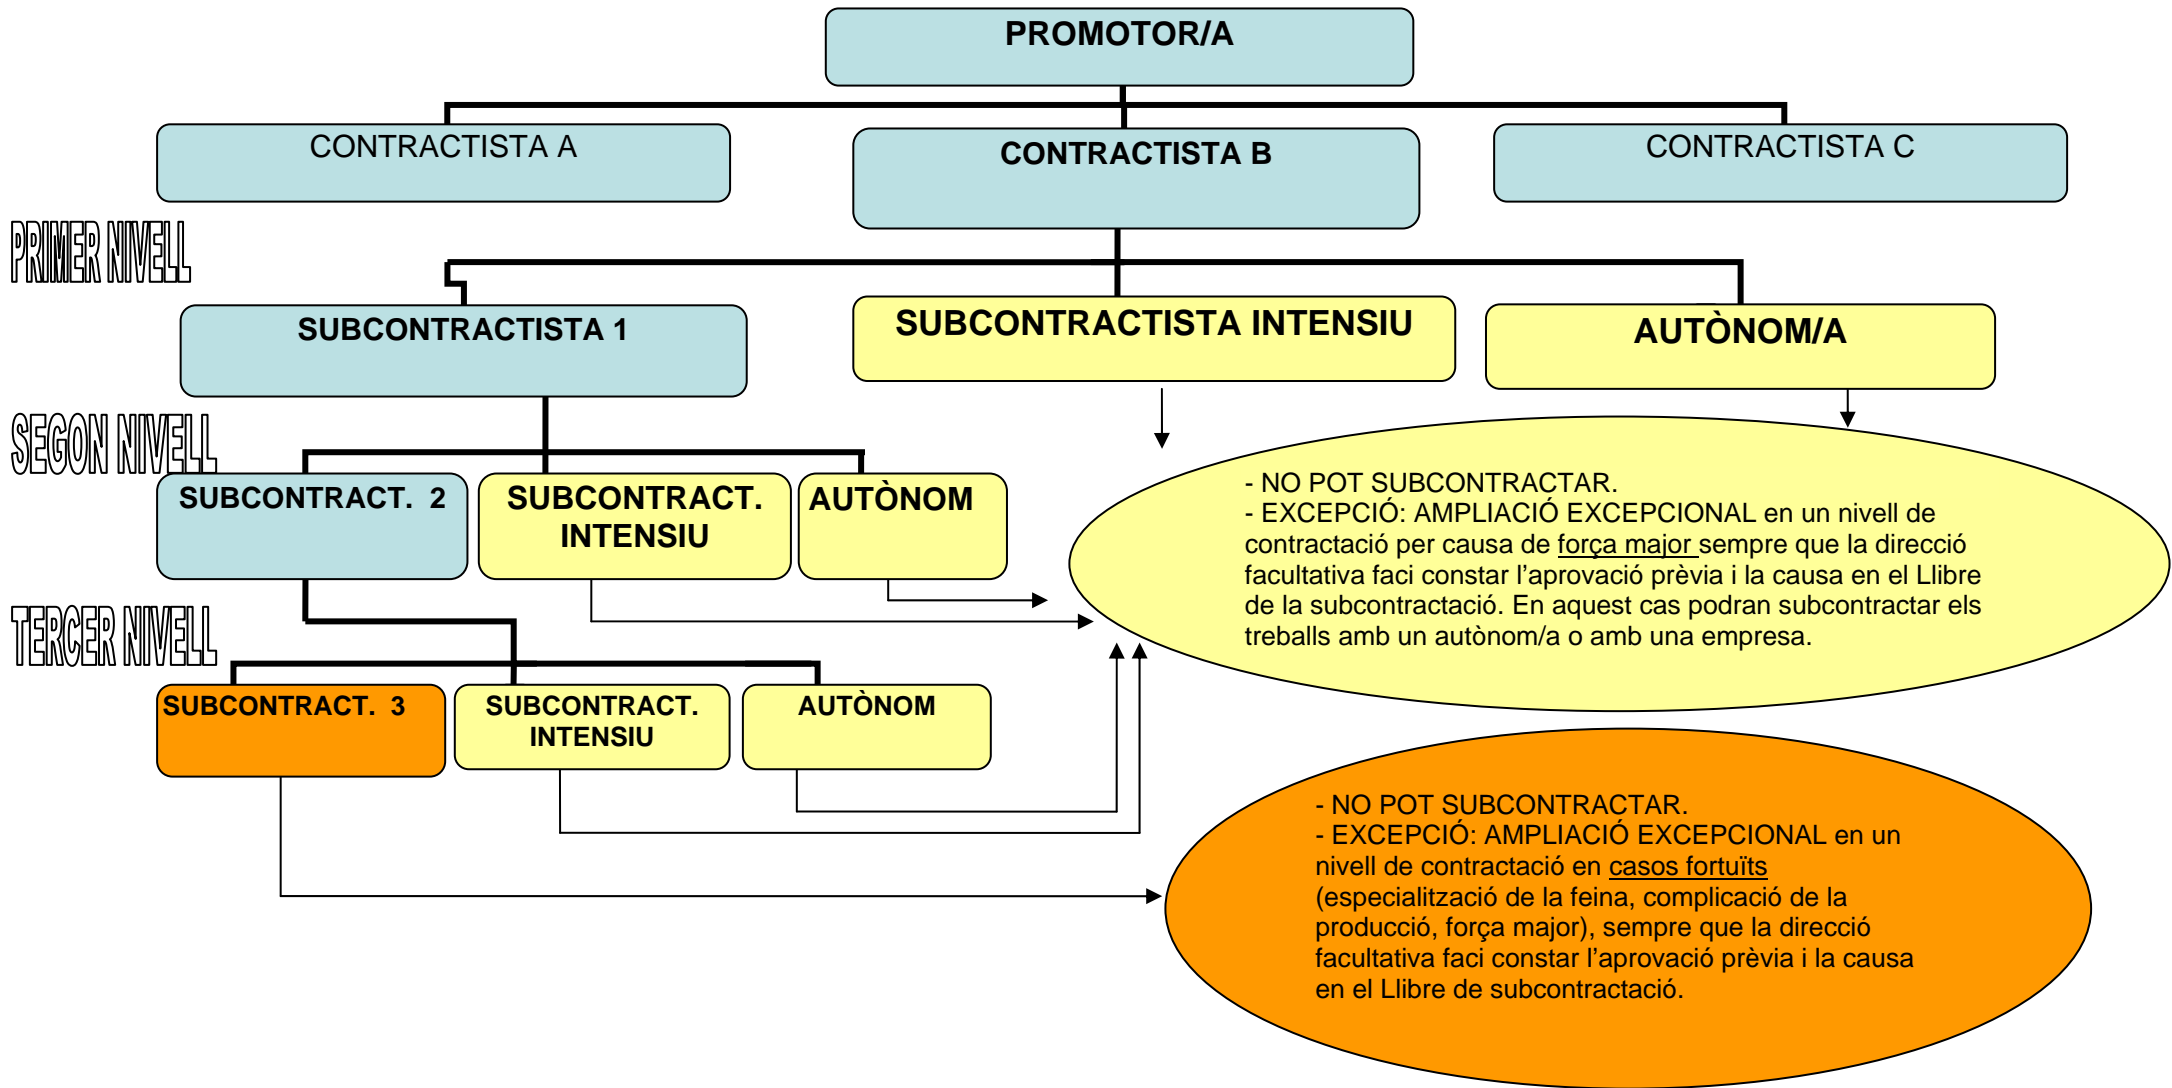 PROMOTOR/A
CONTRACTISTA A
CONTRACTISTA B
CONTRACTISTA C
PRIMER NIVELL
SUBCONTRACTISTA 1
SUBCONTRACTISTA INTENSIU
AUTÒNOM/A
SEGON NIVELL
SUBCONTRACT. 2
SUBCONTRACT.
INTENSIU
AUTÒNOM
- NO POT SUBCONTRACTAR.
- EXCEPCIÓ: AMPLIACIÓ EXCEPCIONAL en un nivell de
contractació per causa de força major sempre que la direcció
facultativa faci constar l’aprovació prèvia i la causa en el Llibre
de la subcontractació. En aquest cas podran subcontractar els
treballs amb un autònom/a o amb una empresa.
TERCER NIVELL
SUBCONTRACT. 3
SUBCONTRACT.
INTENSIU
AUTÒNOM
- NO POT SUBCONTRACTAR.
- EXCEPCIÓ: AMPLIACIÓ EXCEPCIONAL en un
nivell de contractació en casos fortuïts
(especialització de la feina, complicació de la
producció, força major), sempre que la direcció
facultativa faci constar l’aprovació prèvia i la causa
en el Llibre de subcontractació.